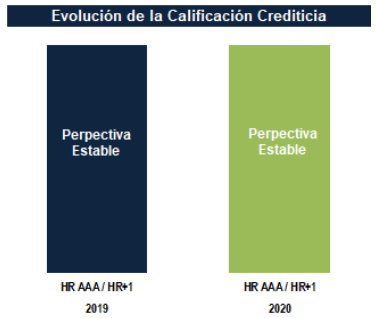 Evolución de la Calificación Crediticia
Perpectiva
Estable
Perpectiva
Estable
HR AAA / HR+1
HR AAA / HR+1
2019
2020